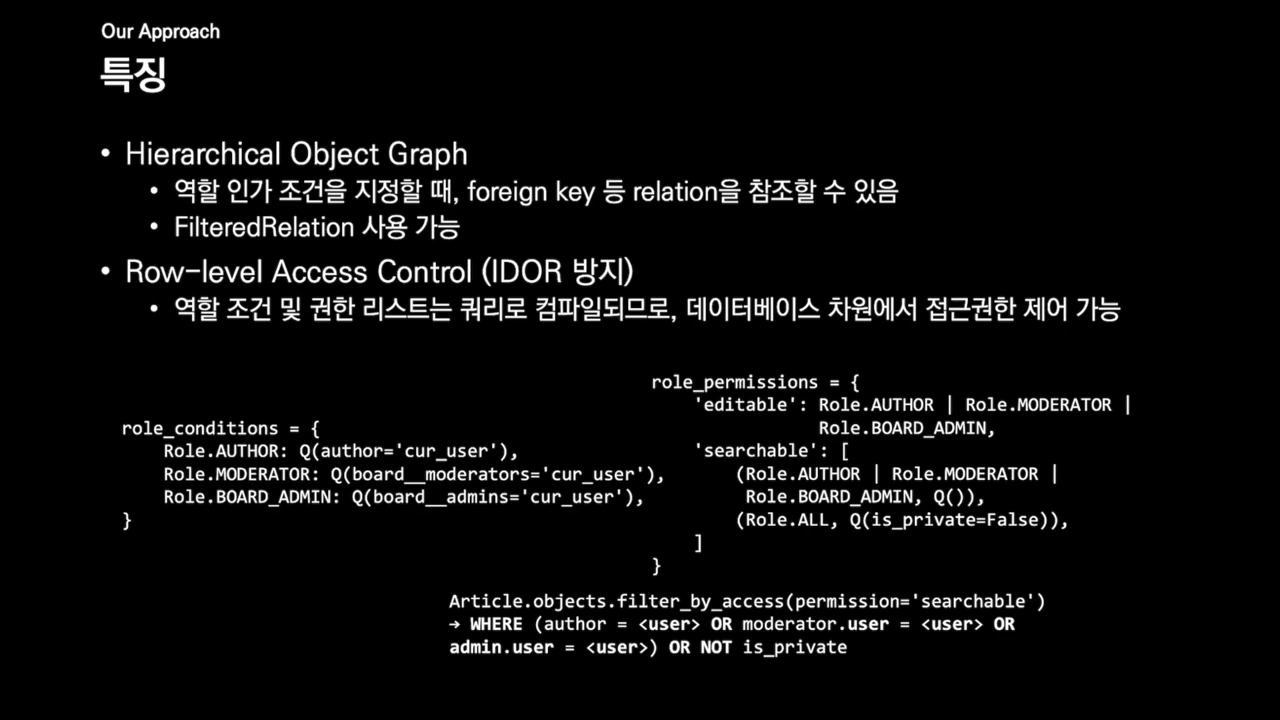 Our Approach
특징
• Hierarchical Object Graph
• 역할 인가 조건을 지정할 때, foreign key 등 relation을 참조할 수 있음
• FilteredRelation 사용 가능
• Row-level Access Control (IDOR 방지)
• 역할 조건 및 권한 리스트는 쿼리로 컴파일되므로, 데이터베이스 차원에서 접근권한 제어 가능
role_conditions = {
    Role.AUTHOR: Q(author='cur_user'),
    Role.MODERATOR: Q(board__moderators='cur_user'),
    Role.BOARD_ADMIN: Q(board__admins='cur_user'),
}
role_permissions = {
    'editable': Role.AUTHOR | Role.MODERATOR |
                Role.BOARD_ADMIN,
    'searchable': [
        (Role.AUTHOR | Role.MODERATOR |
         Role.BOARD_ADMIN, Q()),
        (Role.ALL, Q(is_private=False)),
    ]
}
Article.objects.filter_by_access(permission='searchable')
→ WHERE (author = <user> OR moderator.user = <user> OR
admin.user = <user>) OR NOT is_private